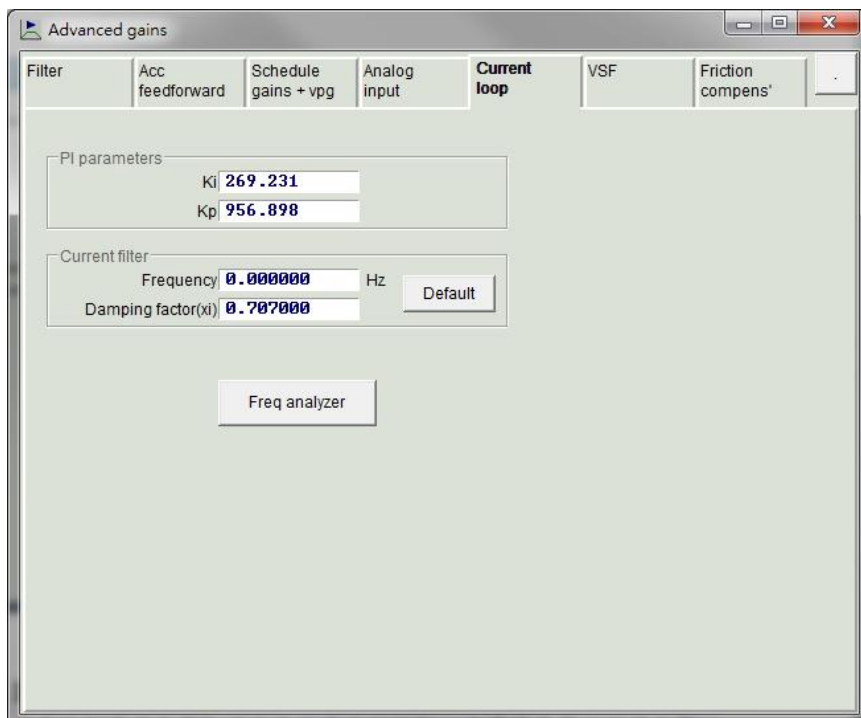 Advanced gains
Filter
Acc feedforward
Schedule gains + vpg
Analog input
Current loop
VSF
Friction compens'
.
PI parameters
Ki 269.231
Kp 956.898
Current filter
Frequency 0.000000 Hz
Damping factor(xi) 0.707000
Default
Freq analyzer